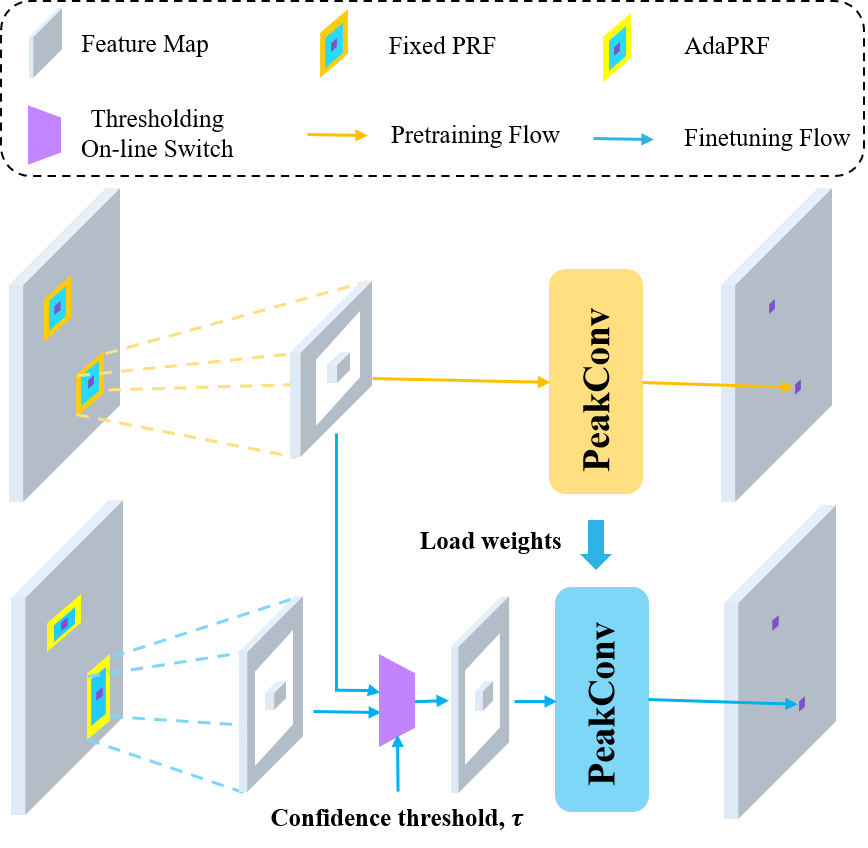 Feature Map
Fixed PRF
AdaPRF
Thresholding
On-line Switch
Pretraining Flow
Finetuning Flow
PeakConv
Load weights
PeakConv
Confidence threshold, τ